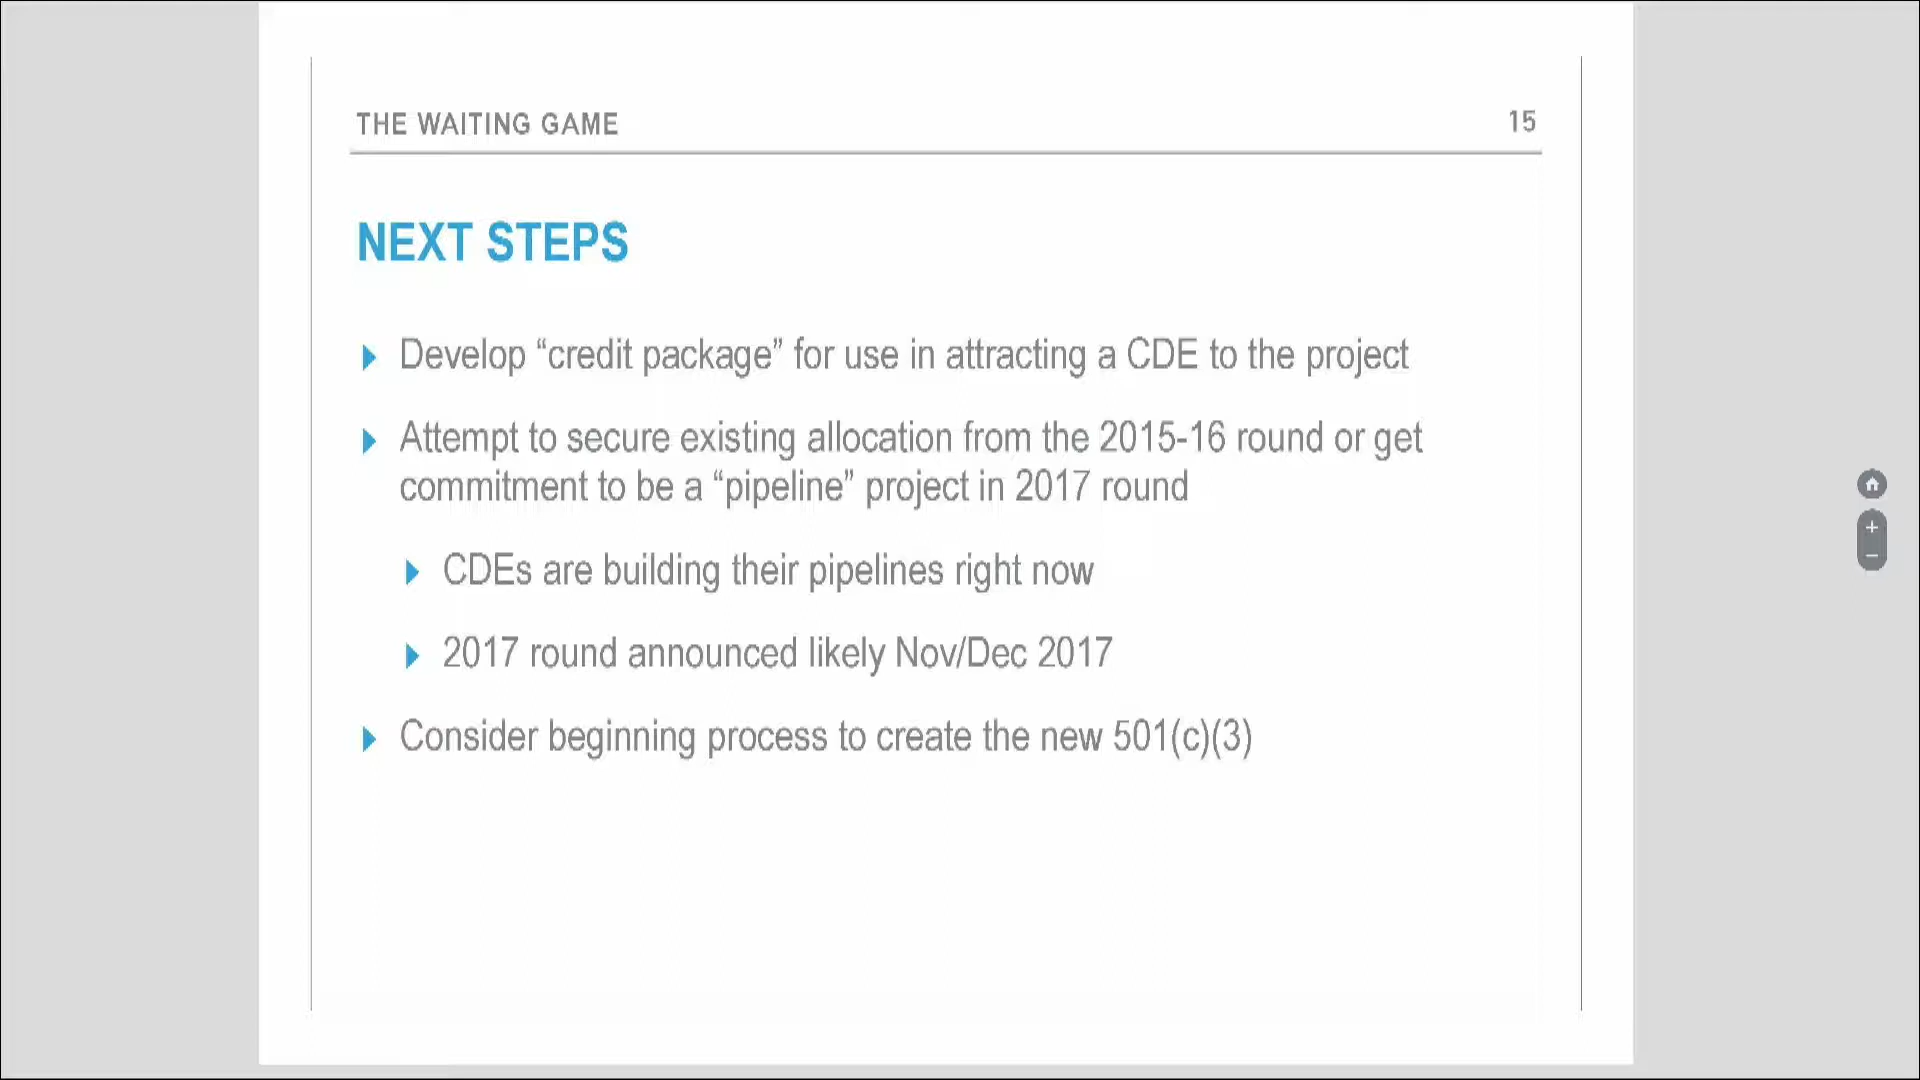 THE WAITING GAME
15
NEXT STEPS
Develop “credit package” for use in attracting a CDE to the project
Attempt to secure existing allocation from the 2015-16 round or get
commitment to be a “pipeline” project in 2017 round
CDEs are building their pipelines right now
2017 round announced likely Nov/Dec 2017
Consider beginning process to create the new 501(c)(3)